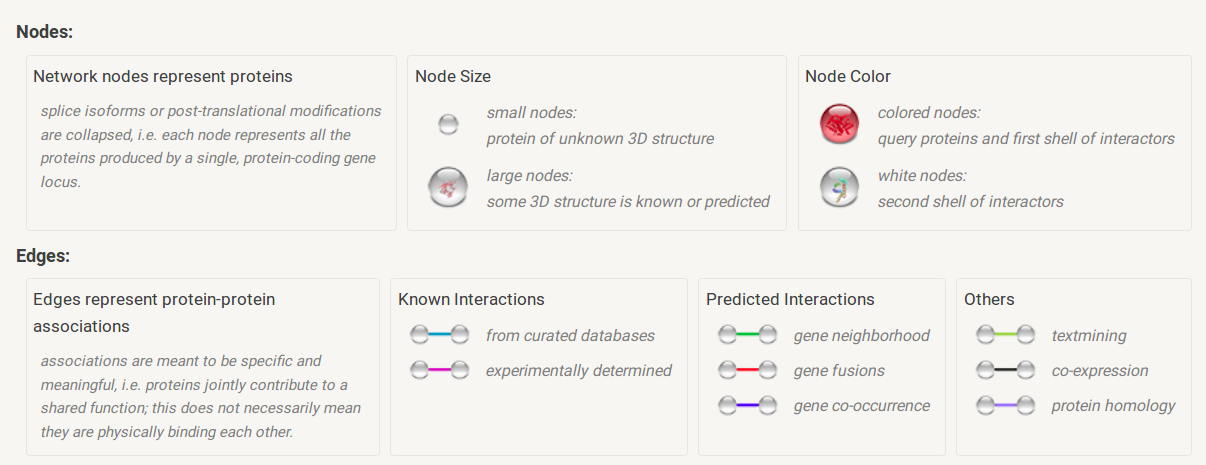 Nodes:
Network nodes represent proteins
splice isoforms or post-translational modifications
are collapsed, i.e. each node represents all the
proteins produced by a single, protein-coding gene
locus.
Node Size
small nodes:
protein of unknown 3D structure
large nodes:
some 3D structure is known or predicted
Node Color
colored nodes:
query proteins and first shell of interactors
white nodes:
second shell of interactors
Edges:
Edges represent protein-protein
associations
associations are meant to be specific and
meaningful, i.e. proteins jointly contribute to a
shared function; this does not necessarily mean
they are physically binding each other.
Known Interactions
from curated databases
experimentally determined
Predicted Interactions
gene neighborhood
gene fusions
gene co-occurrence
Others
textmining
co-expression
protein homology